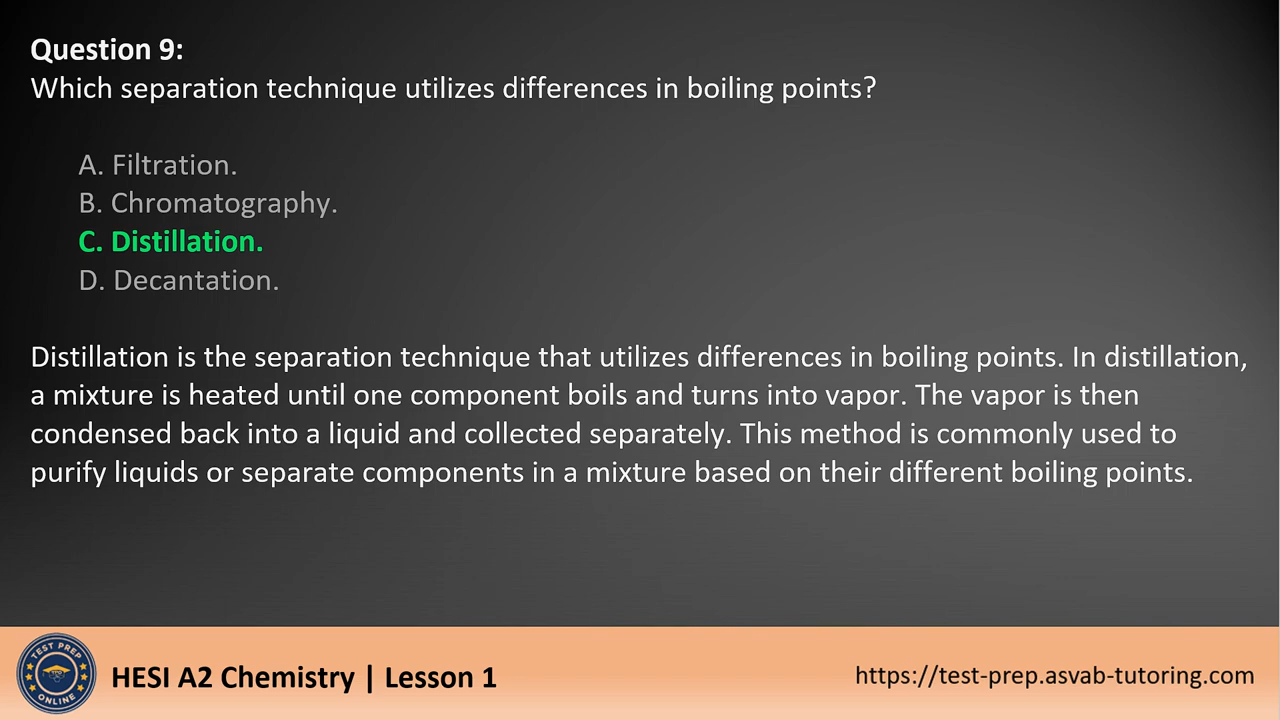 Question 9:
Which separation technique utilizes differences in boiling points?
A. Filtration.
B. Chromatography.
C. Distillation.
D. Decantation.
Distillation is the separation technique that utilizes differences in boiling points. In distillation,
a mixture is heated until one component boils and turns into vapor. The vapor is then
condensed back into a liquid and collected separately. This method is commonly used to
purify liquids or separate components in a mixture based on their different boiling points.
TEST PREP
ONLINE
HESI A2 Chemistry | Lesson 1
https://test-prep.asvab-tutoring.com